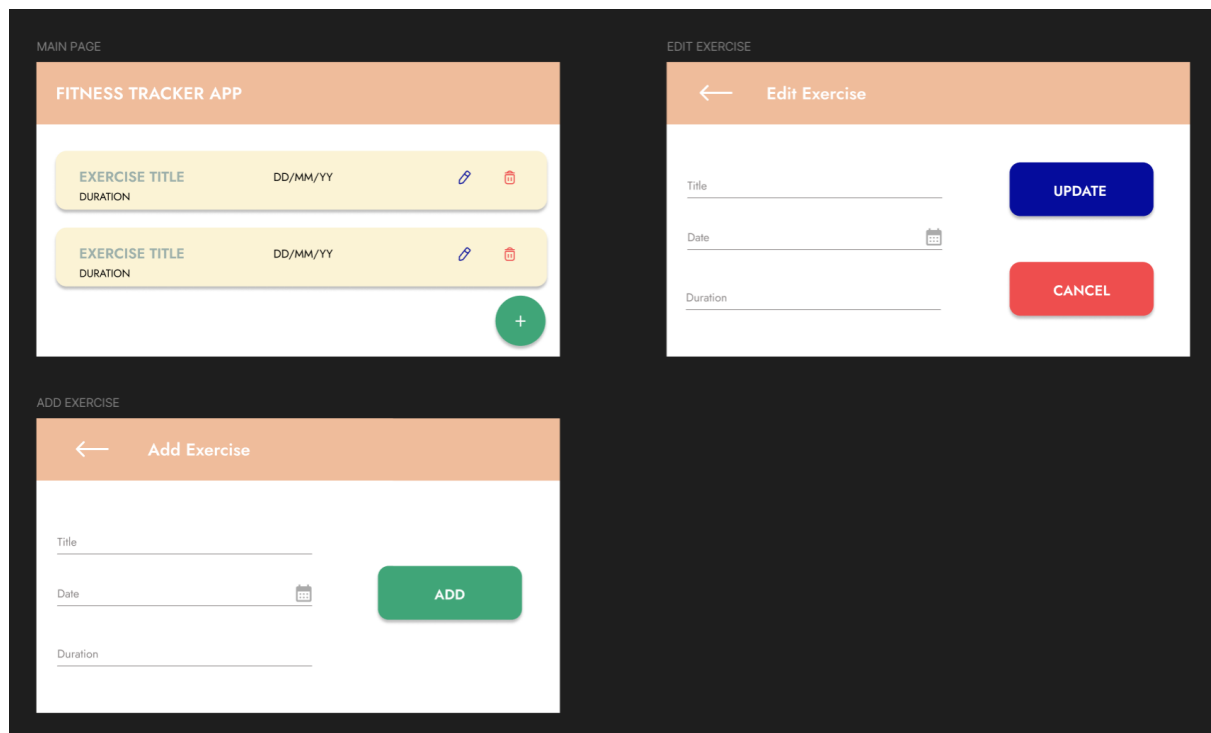 MAIN PAGE
FITNESS TRACKER APP
EXERCISE TITLE
DD/MM/YY
DURATION
EXERCISE TITLE
DD/MM/YY
DURATION
+
EDIT EXERCISE
Edit Exercise
Title
Date
Duration
UPDATE
CANCEL
ADD EXERCISE
Add Exercise
Title
Date
Duration
ADD